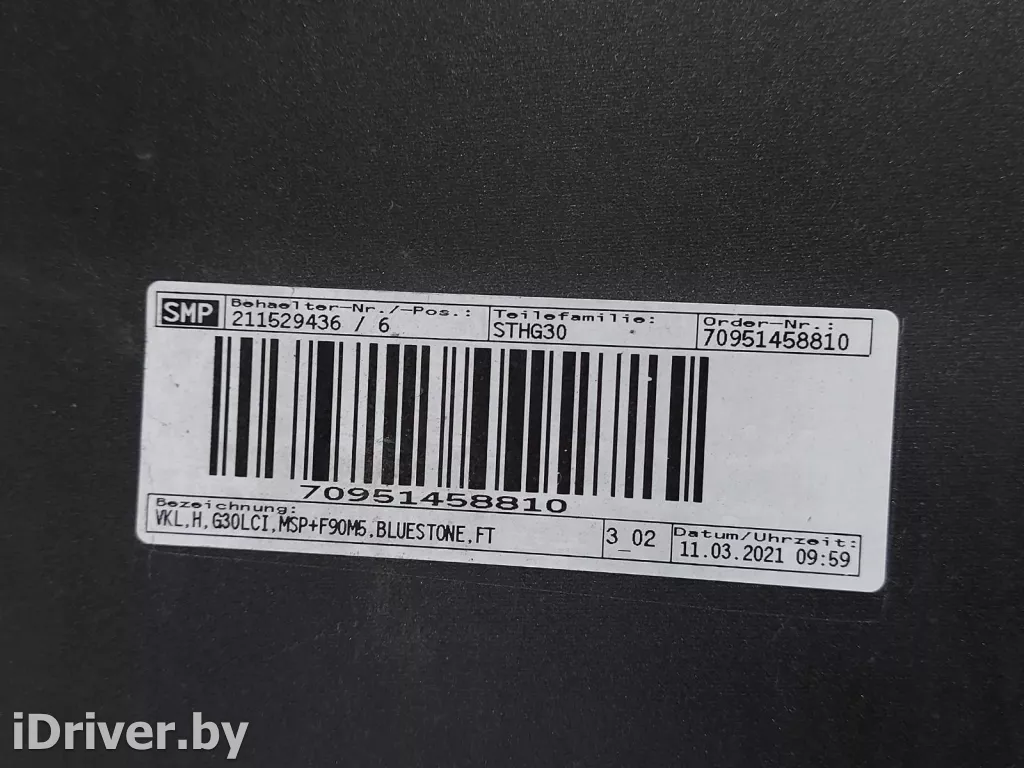 SMP
Behaelter-Nr./-Pos.:
211529436 / 6
Teilefamilie:
STHG30
Order-Nr.:
70951458810
70951458810
Bezeichnung:
VKL,H,G30LCI,MSP+F90M5,BLUESTONE,FT
3_02
Datum/Uhrzeit:
11.03.2021 09:59
iDriver.by